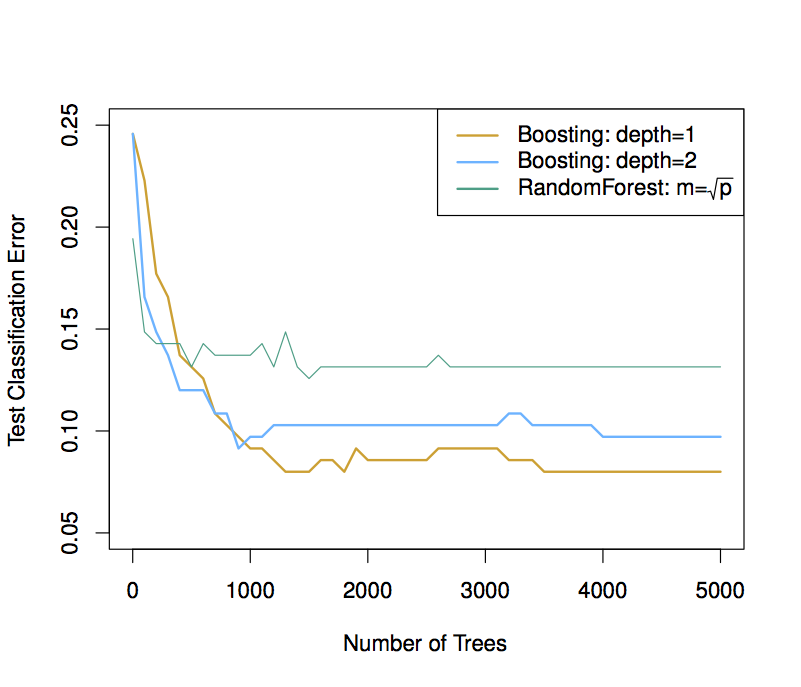 Boosting: depth=1
Boosting: depth=2
RandomForest: m=√p
0.25
0.20
0.15
0.10
0.05
Test Classification Error
0 1000 2000 3000 4000 5000
Number of Trees